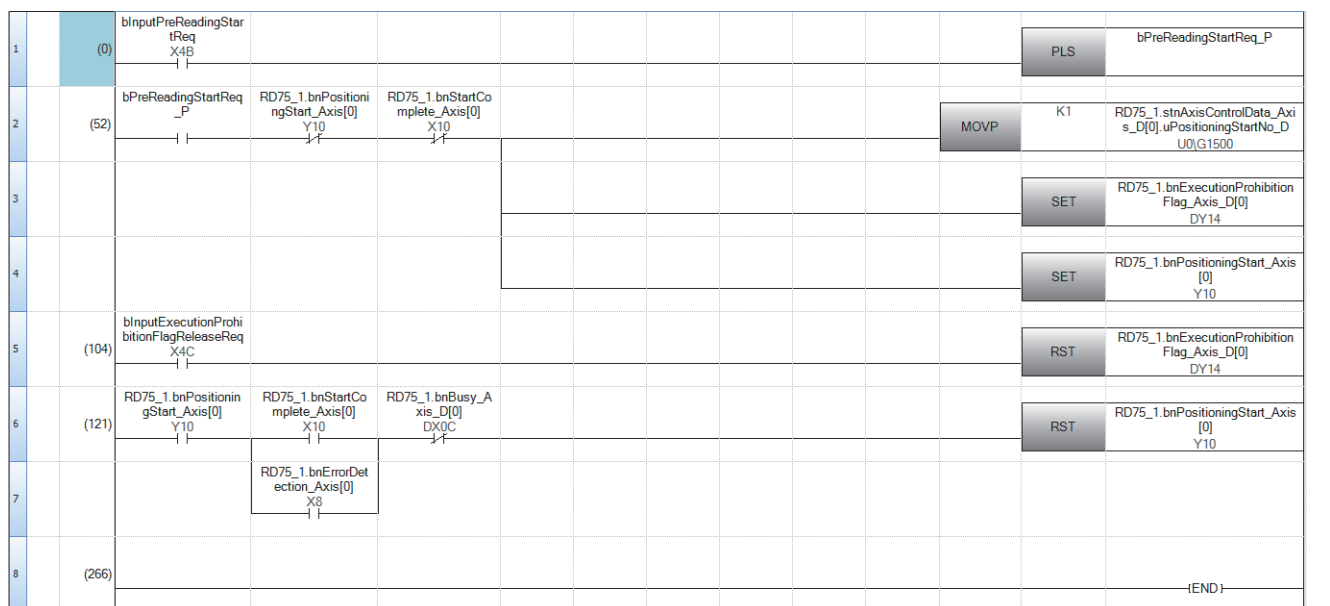 1
(0)
bInputPreReadingStar
tReq
X4B
PLS
bPreReadingStartReq_P
2
(52)
bPreReadingStartReq
_P
RD75_1.bnPositioni
ngStart_Axis[0]
Y10
RD75_1.bnStartCo
mplete_Axis[0]
X10
MOVP
K1
RD75_1.stnAxisControlData_Axi
s_D[0].uPositioningStartNo_D
U0\G1500
3
SET
RD75_1.bnExecutionProhibition
Flag_Axis_D[0]
DY14
4
SET
RD75_1.bnPositioningStart_Axis
[0]
Y10
5
(104)
bInputExecutionProhi
bitionFlagReleaseReq
X4C
RST
RD75_1.bnExecutionProhibition
Flag_Axis_D[0]
DY14
6
(121)
RD75_1.bnPositionin
gStart_Axis[0]
Y10
RD75_1.bnStartCo
mplete_Axis[0]
X10
RD75_1.bnBusy_A
xis_D[0]
DX0C
RST
RD75_1.bnPositioningStart_Axis
[0]
Y10
7
RD75_1.bnErrorDet
ection_Axis[0]
X8
8
(266)
[END]